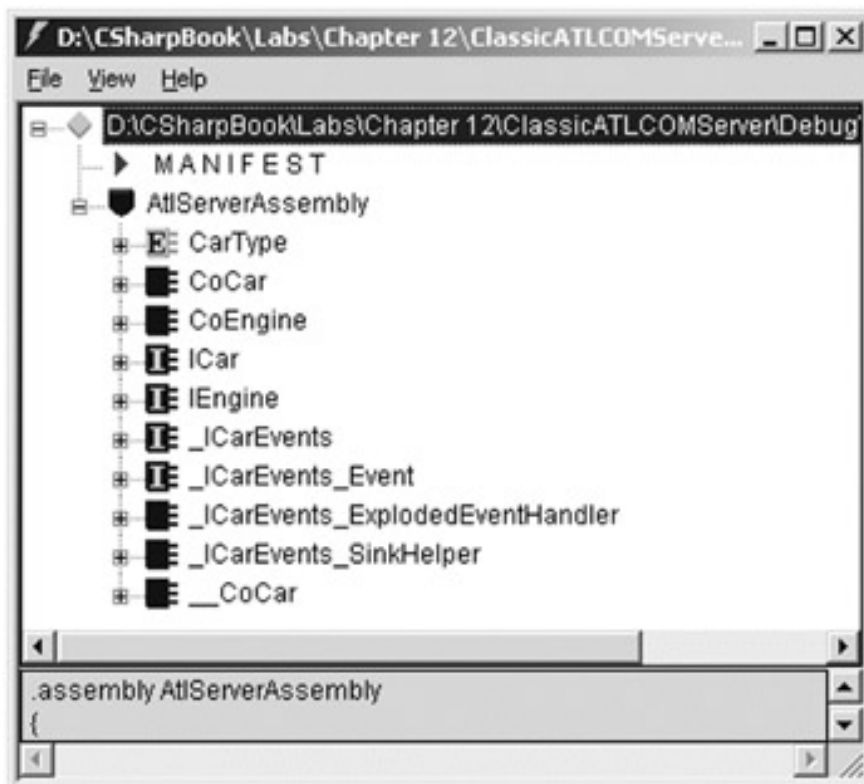 D:\CSharpBook\Labs\Chapter 12\ClassicATLCOMServe...
File View Help
D:\CSharpBook\Labs\Chapter 12\ClassicATLCOMServer\Debug\
MANIFEST
AtlServerAssembly
E CarType
CoCar
CoEngine
I ICar
I IEngine
I _ICarEvents
I _ICarEvents_Event
_ICarEvents_ExplodedEventHandler
_ICarEvents_SinkHelper
__CoCar
.assembly AtlServerAssembly
{